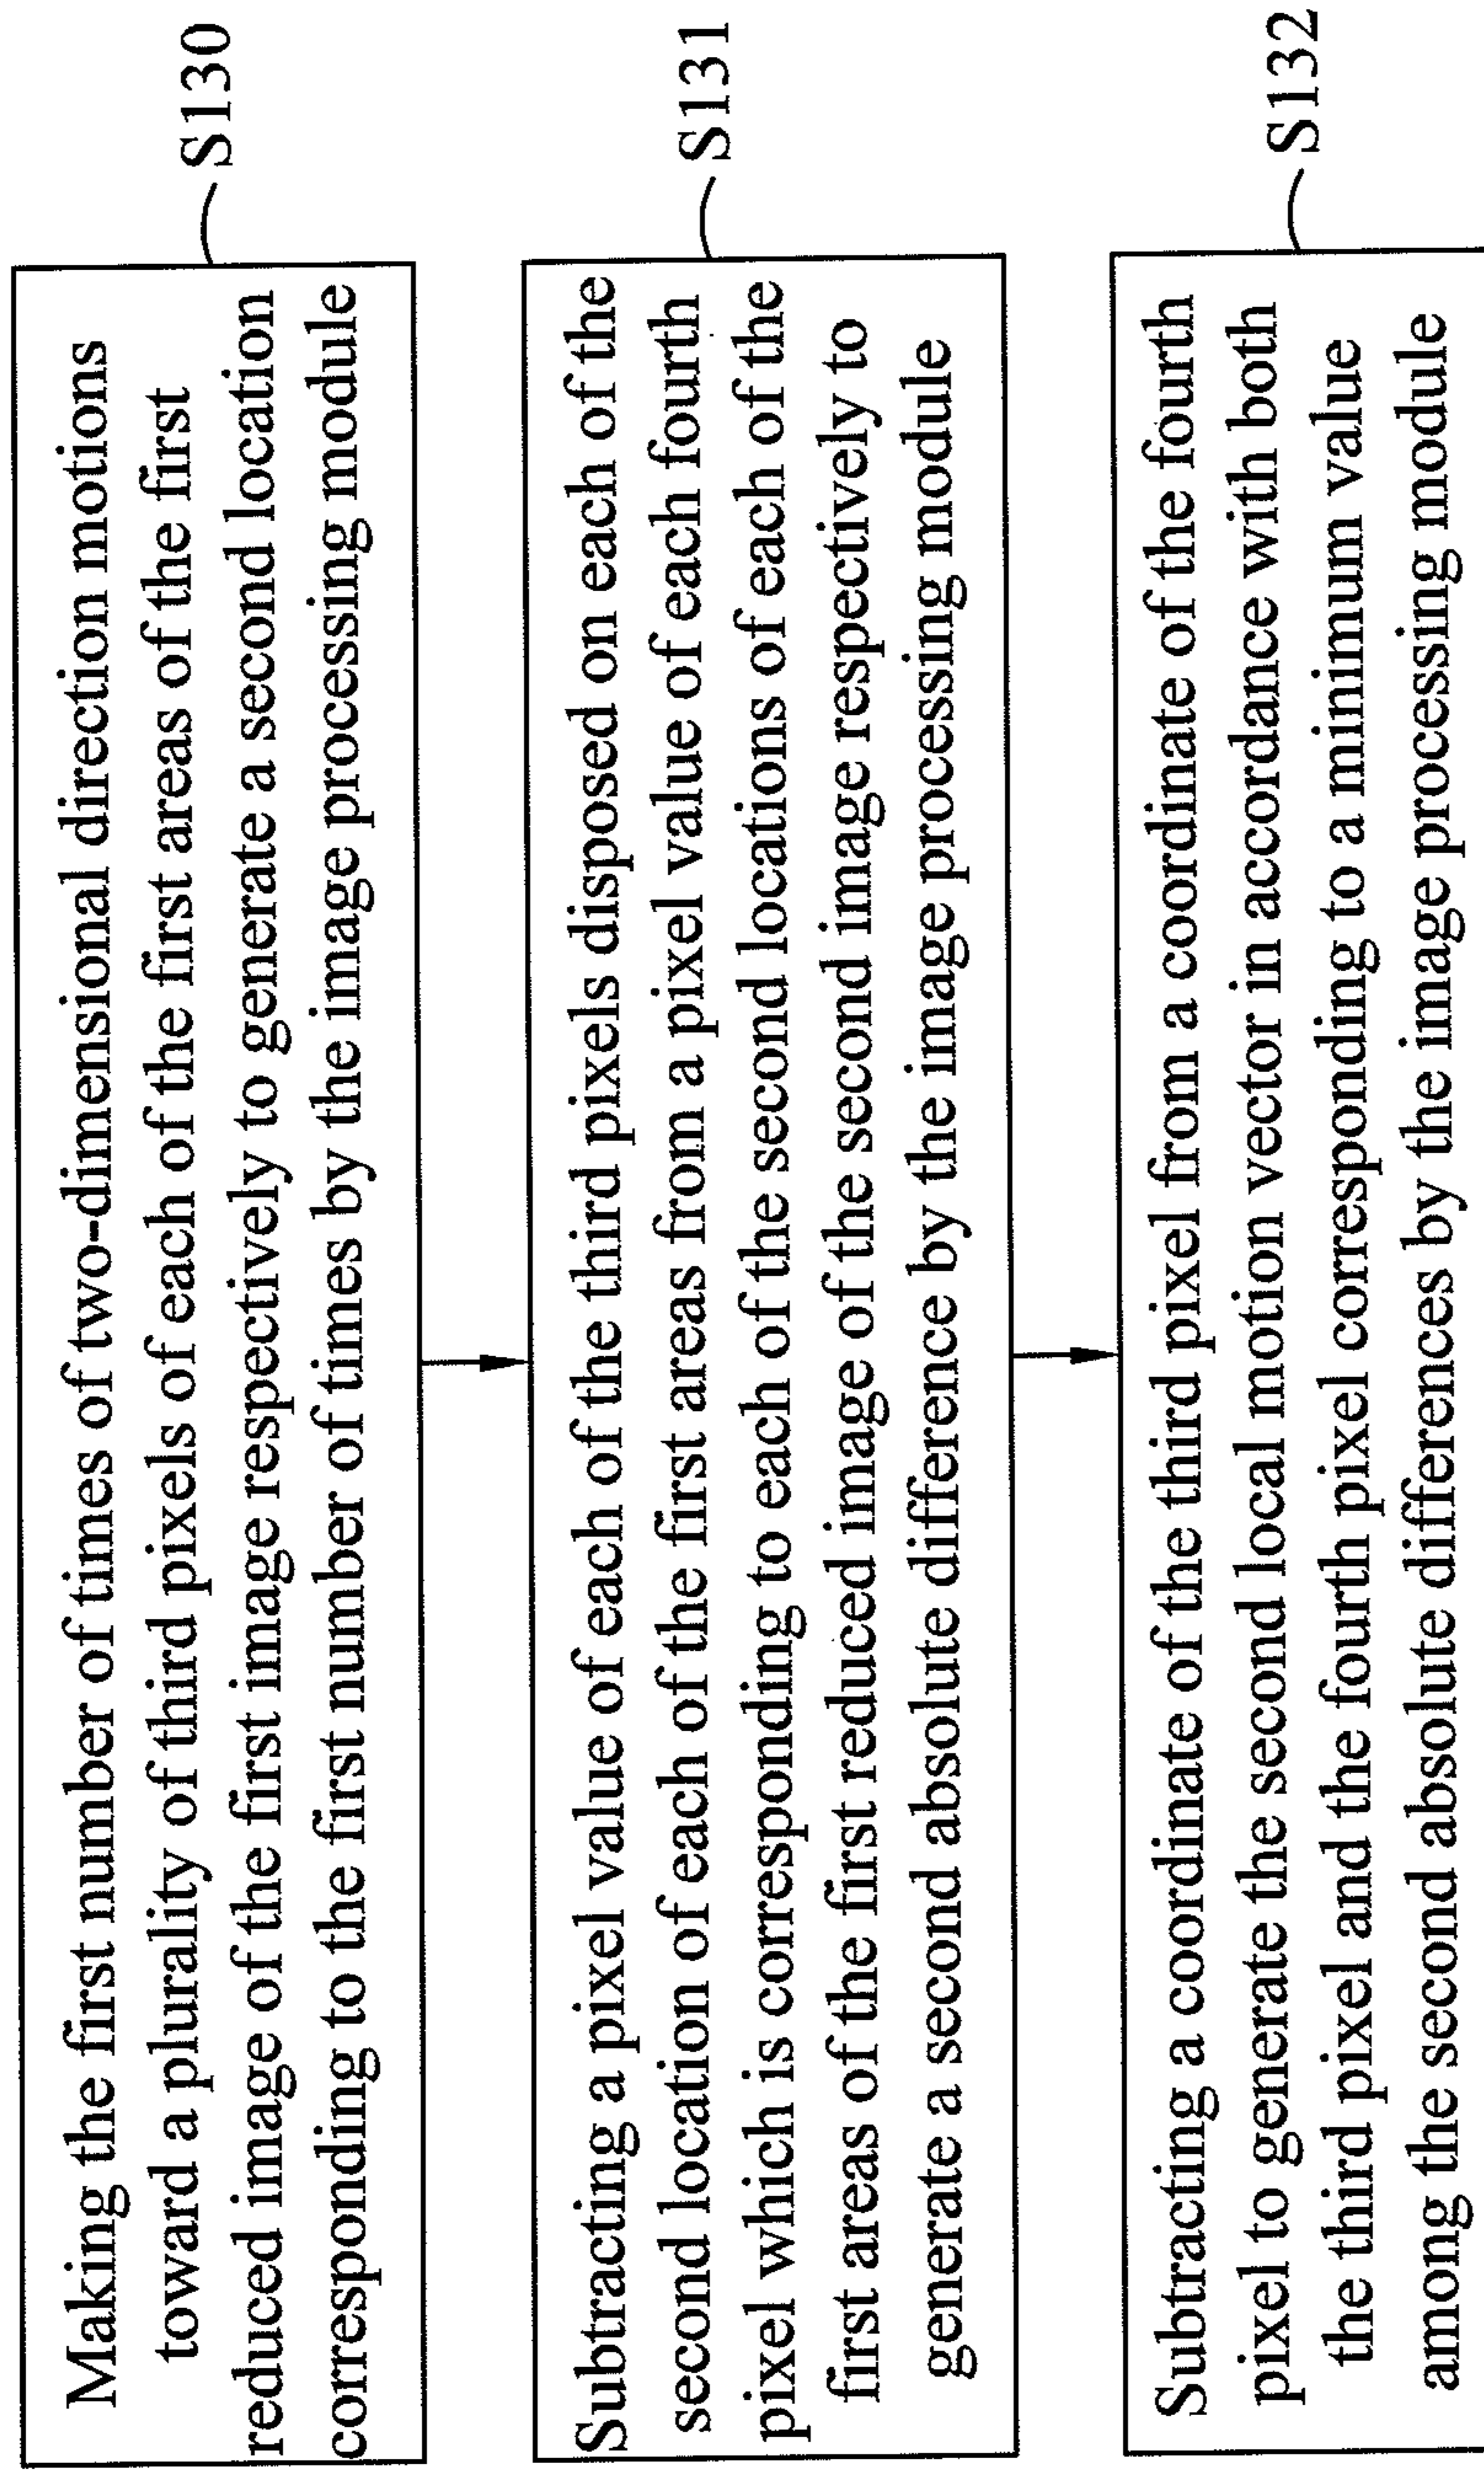 Making the first number of times of two-dimensional direction motions
toward a plurality of third pixels of each of the first areas of the first
reduced image of the first image respectively to generate a second location
corresponding to the first number of times by the image processing module
S130
Subtracting a pixel value of each of the third pixels disposed on each of the
second location of each of the first areas from a pixel value of each fourth
pixel which is corresponding to each of the second locations of each of the
first areas of the first reduced image of the second image respectively to
generate a second absolute difference by the image processing module
S131
Subtracting a coordinate of the third pixel from a coordinate of the fourth
pixel to generate the second local motion vector in accordance with both
the third pixel and the fourth pixel corresponding to a minimum value
among the second absolute differences by the image processing module
S132